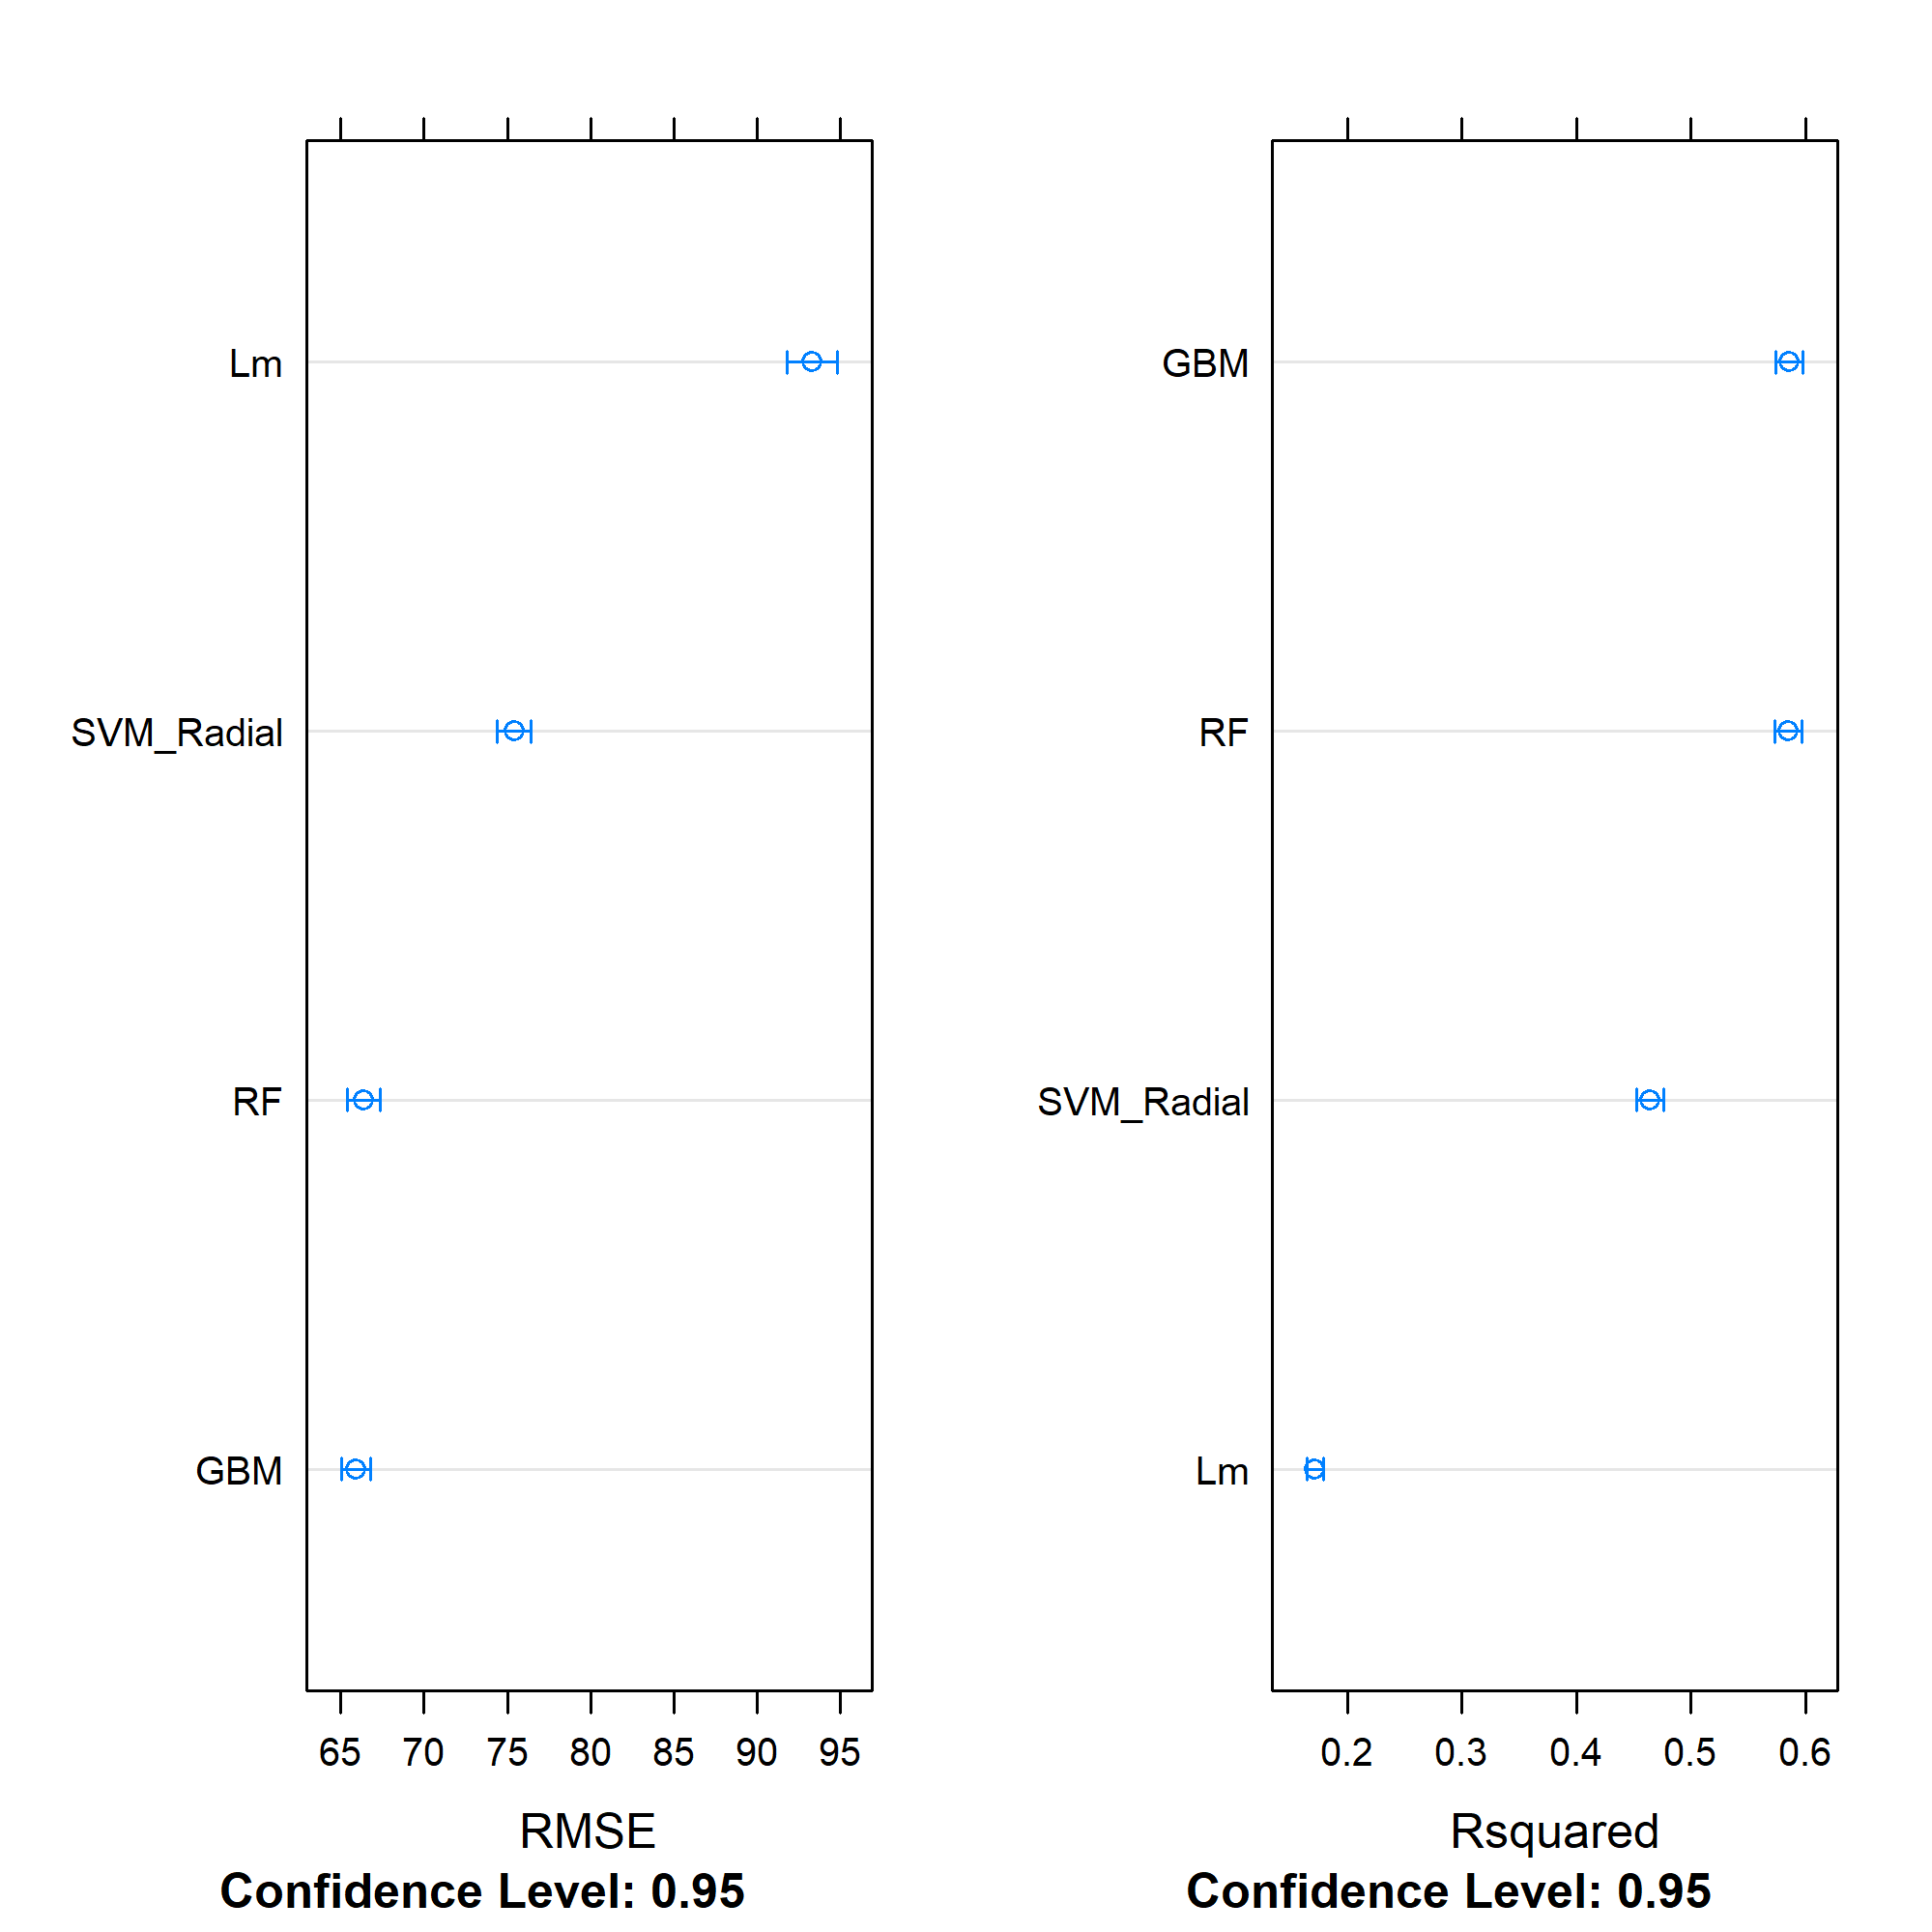 Lm
SVM_Radial
RF
GBM
65 70 75 80 85 90 95
RMSE
Confidence Level: 0.95
GBM
RF
SVM_Radial
Lm
0.2 0.3 0.4 0.5 0.6
Rsquared
Confidence Level: 0.95